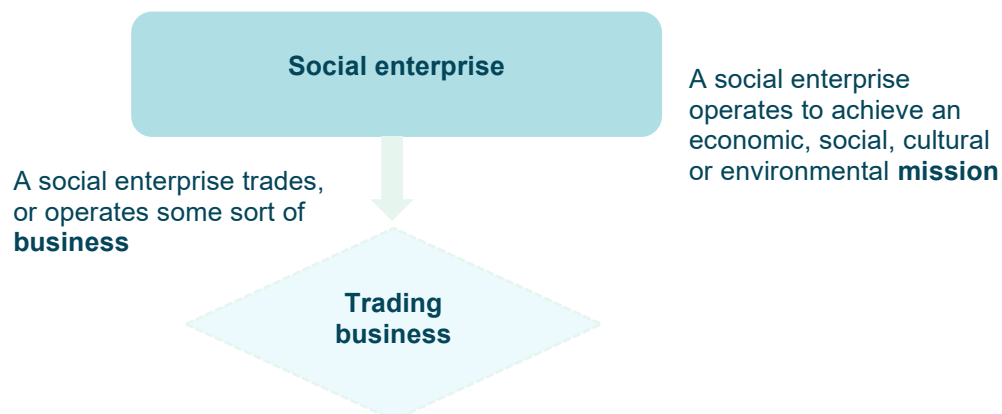 Social enterprise
A social enterprise
operates to achieve an
economic, social, cultural
or environmental mission
A social enterprise trades,
or operates some sort of
business
Trading
business